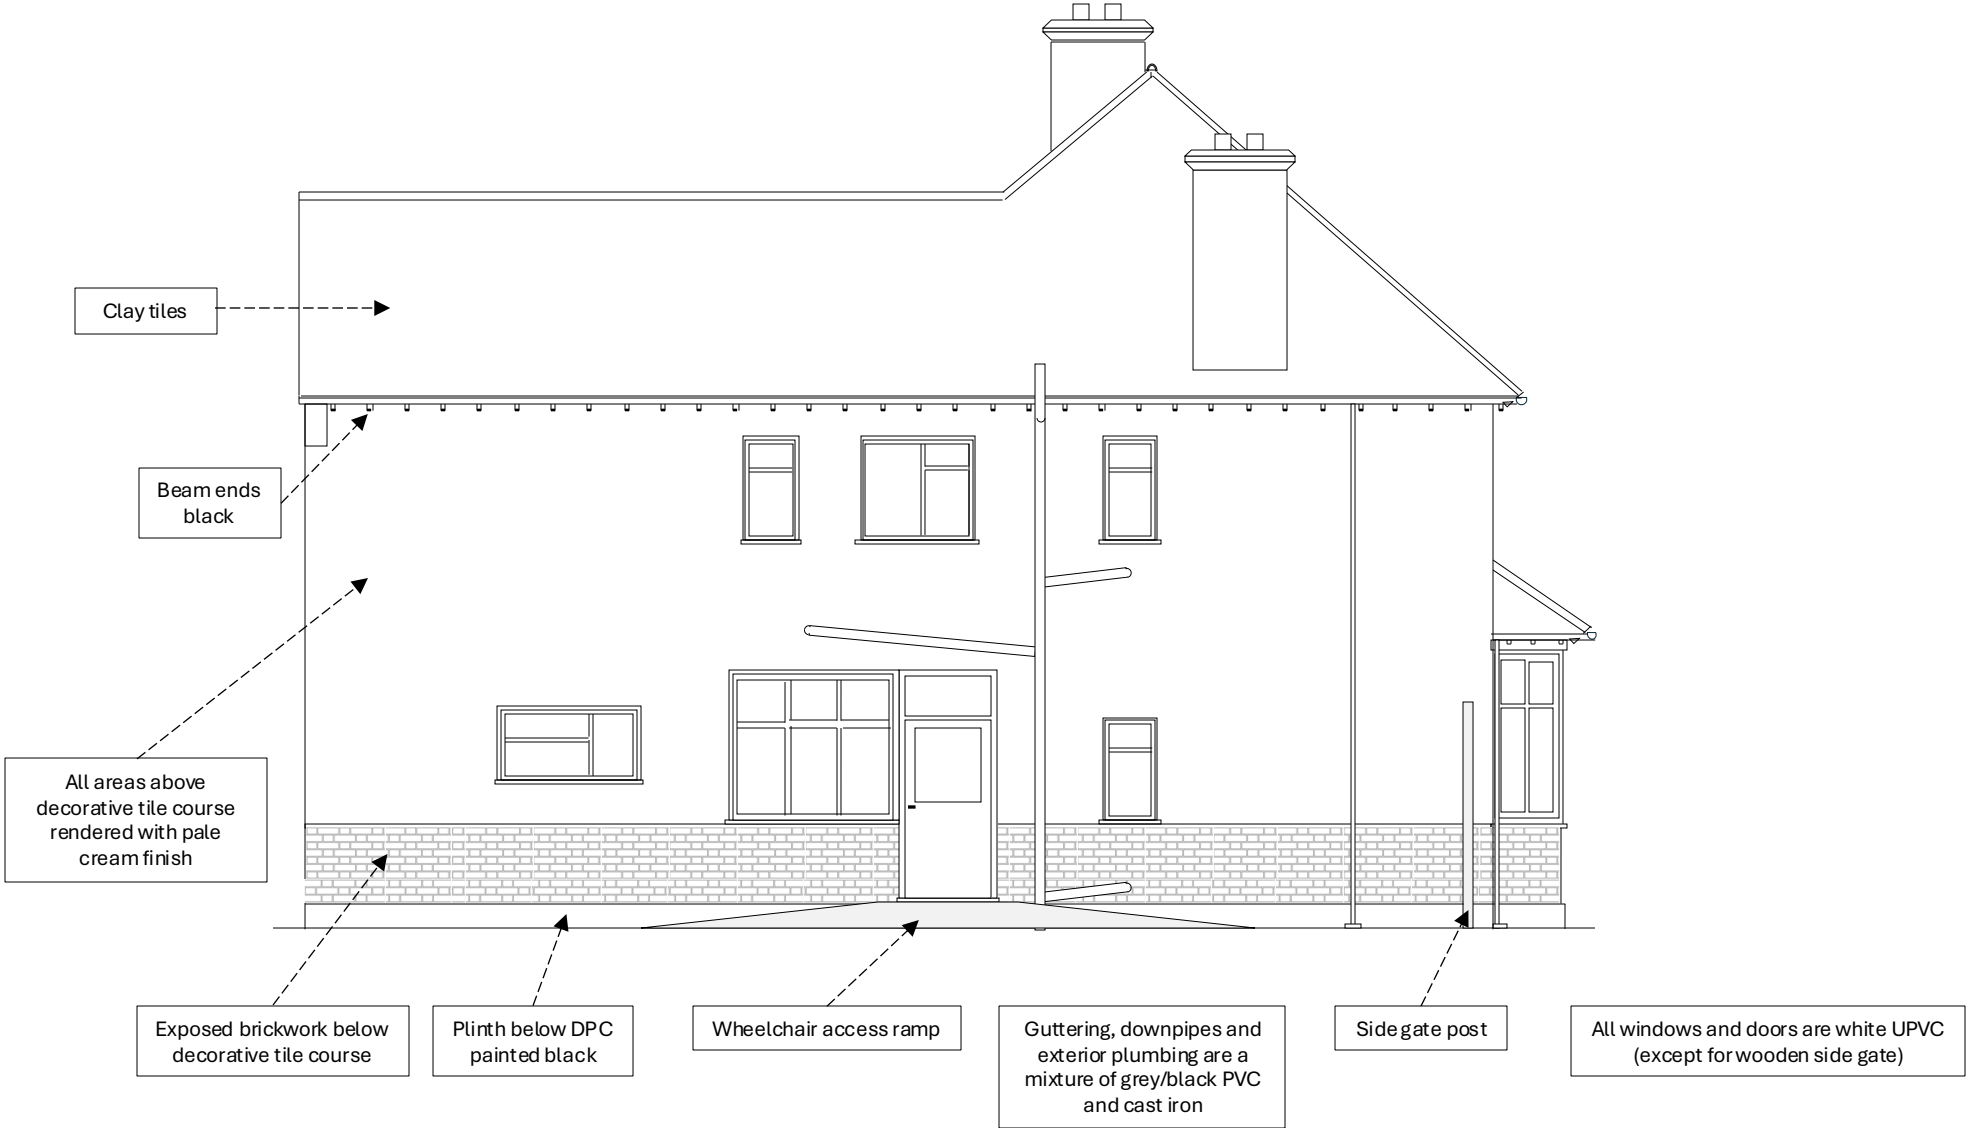 Clay tiles
Beam ends
black
All areas above
decorative tile course
rendered with pale
cream finish
Exposed brickwork below
decorative tile course
Plinth below DPC
painted black
Wheelchair access ramp
Guttering, downpipes and
exterior plumbing are a
mixture of grey/black PVC
and cast iron
Side gate post
All windows and doors are white UPVC
(except for wooden side gate)